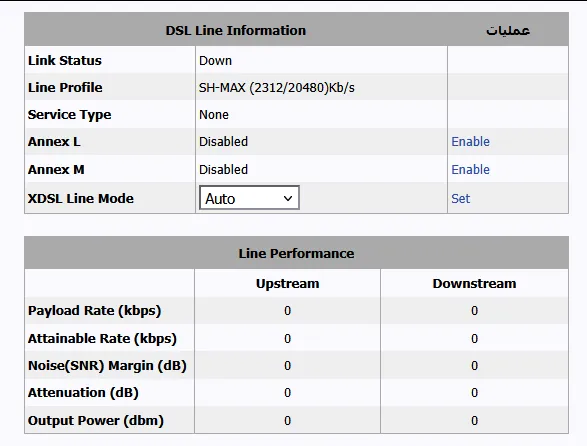 DSL Line Information عمليات
Link Status Down
Line Profile SH-MAX (2312/20480)Kb/s
Service Type None
Annex L Disabled Enable
Annex M Disabled Enable
XDSL Line Mode Auto Set
Line Performance
Upstream Downstream
Payload Rate (kbps) 0 0
Attainable Rate (kbps) 0 0
Noise(SNR) Margin (dB) 0 0
Attenuation (dB) 0 0
Output Power (dbm) 0 0